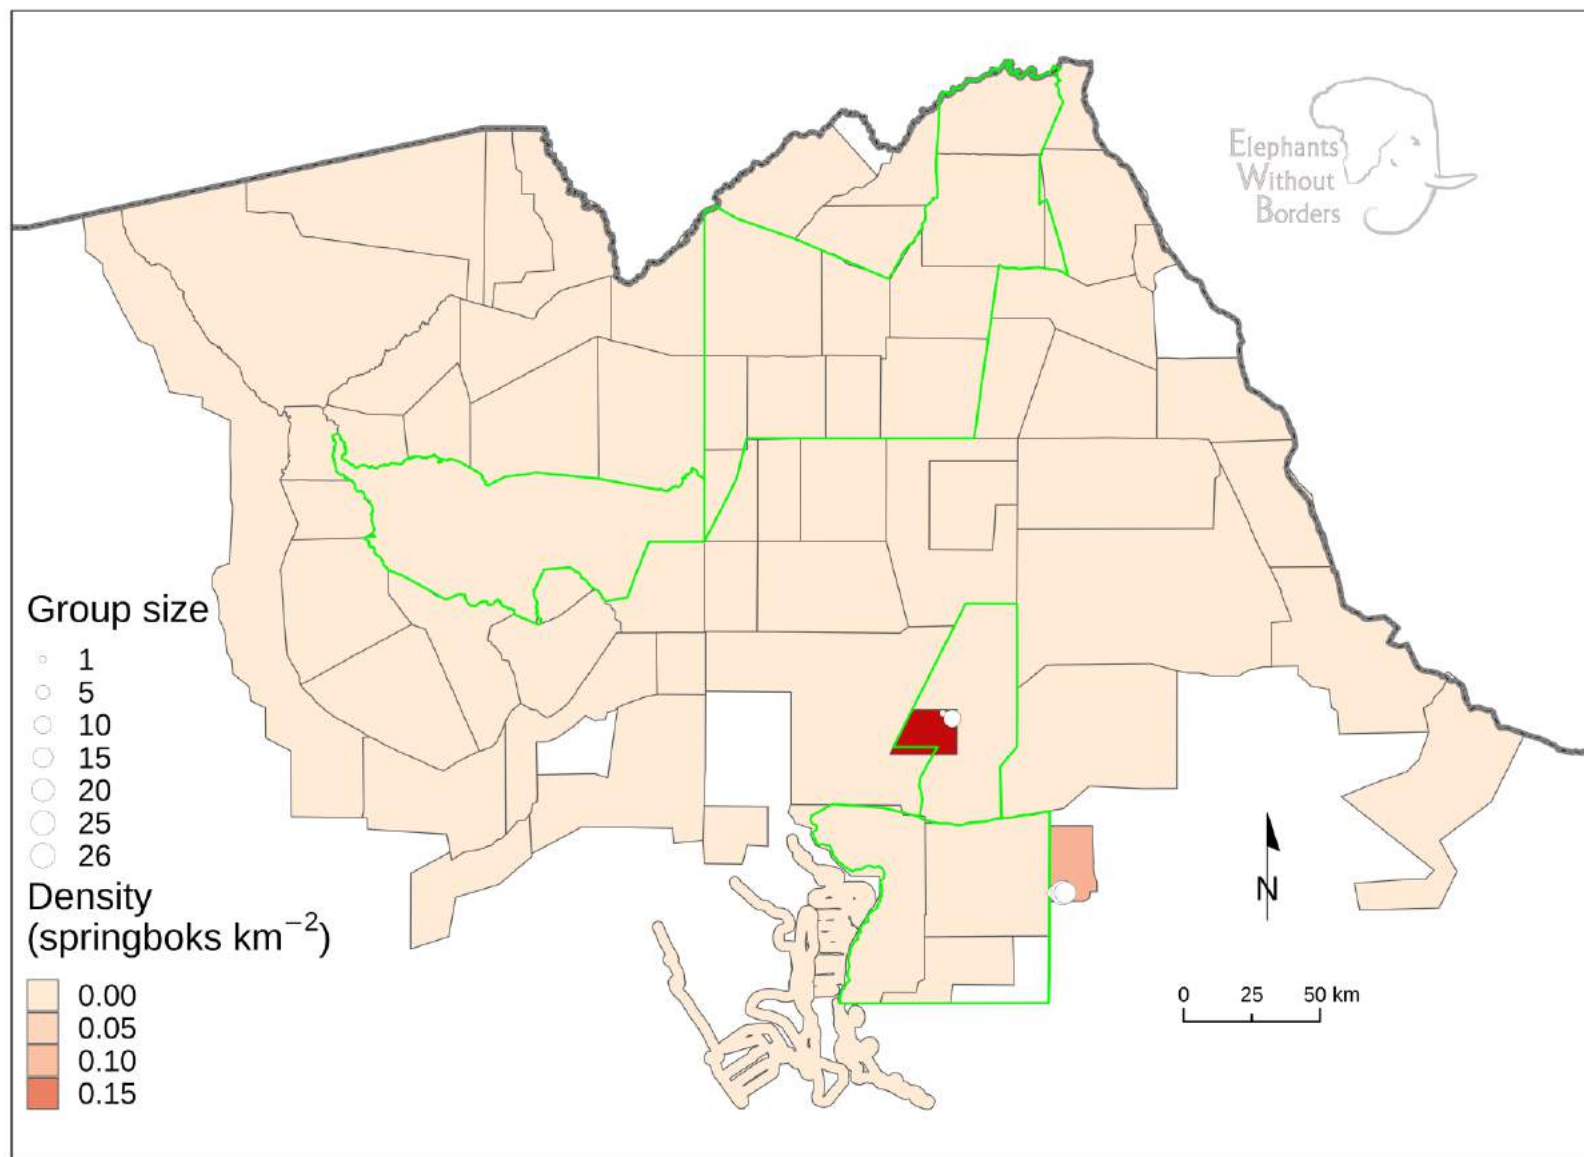 Elephants
Without
Borders
Group size
1
5
10
15
20
25
26
Density
(springboks km⁻²)
0.00
0.05
0.10
0.15
N
0 25 50 km